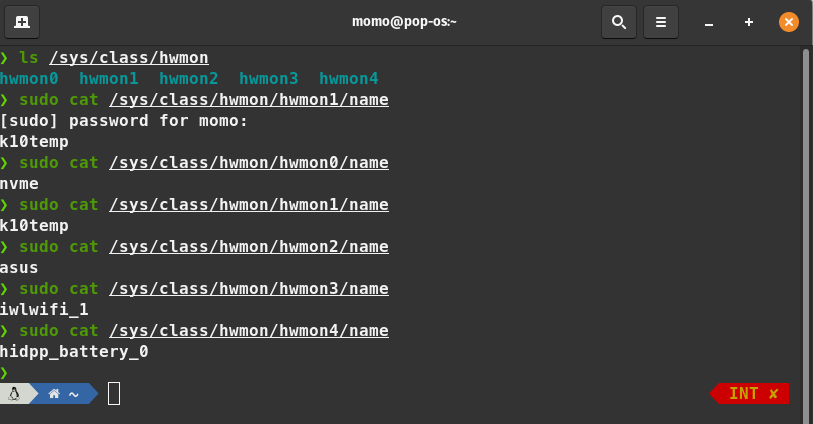 momo@pop-os:~
❯ ls /sys/class/hwmon
hwmon0  hwmon1  hwmon2  hwmon3  hwmon4
❯ sudo cat /sys/class/hwmon/hwmon1/name
[sudo] password for momo:
k10temp
❯ sudo cat /sys/class/hwmon/hwmon0/name
nvme
❯ sudo cat /sys/class/hwmon/hwmon1/name
k10temp
❯ sudo cat /sys/class/hwmon/hwmon2/name
asus
❯ sudo cat /sys/class/hwmon/hwmon3/name
iwlwifi_1
❯ sudo cat /sys/class/hwmon/hwmon4/name
hidpp_battery_0
❯
~ INT ✘